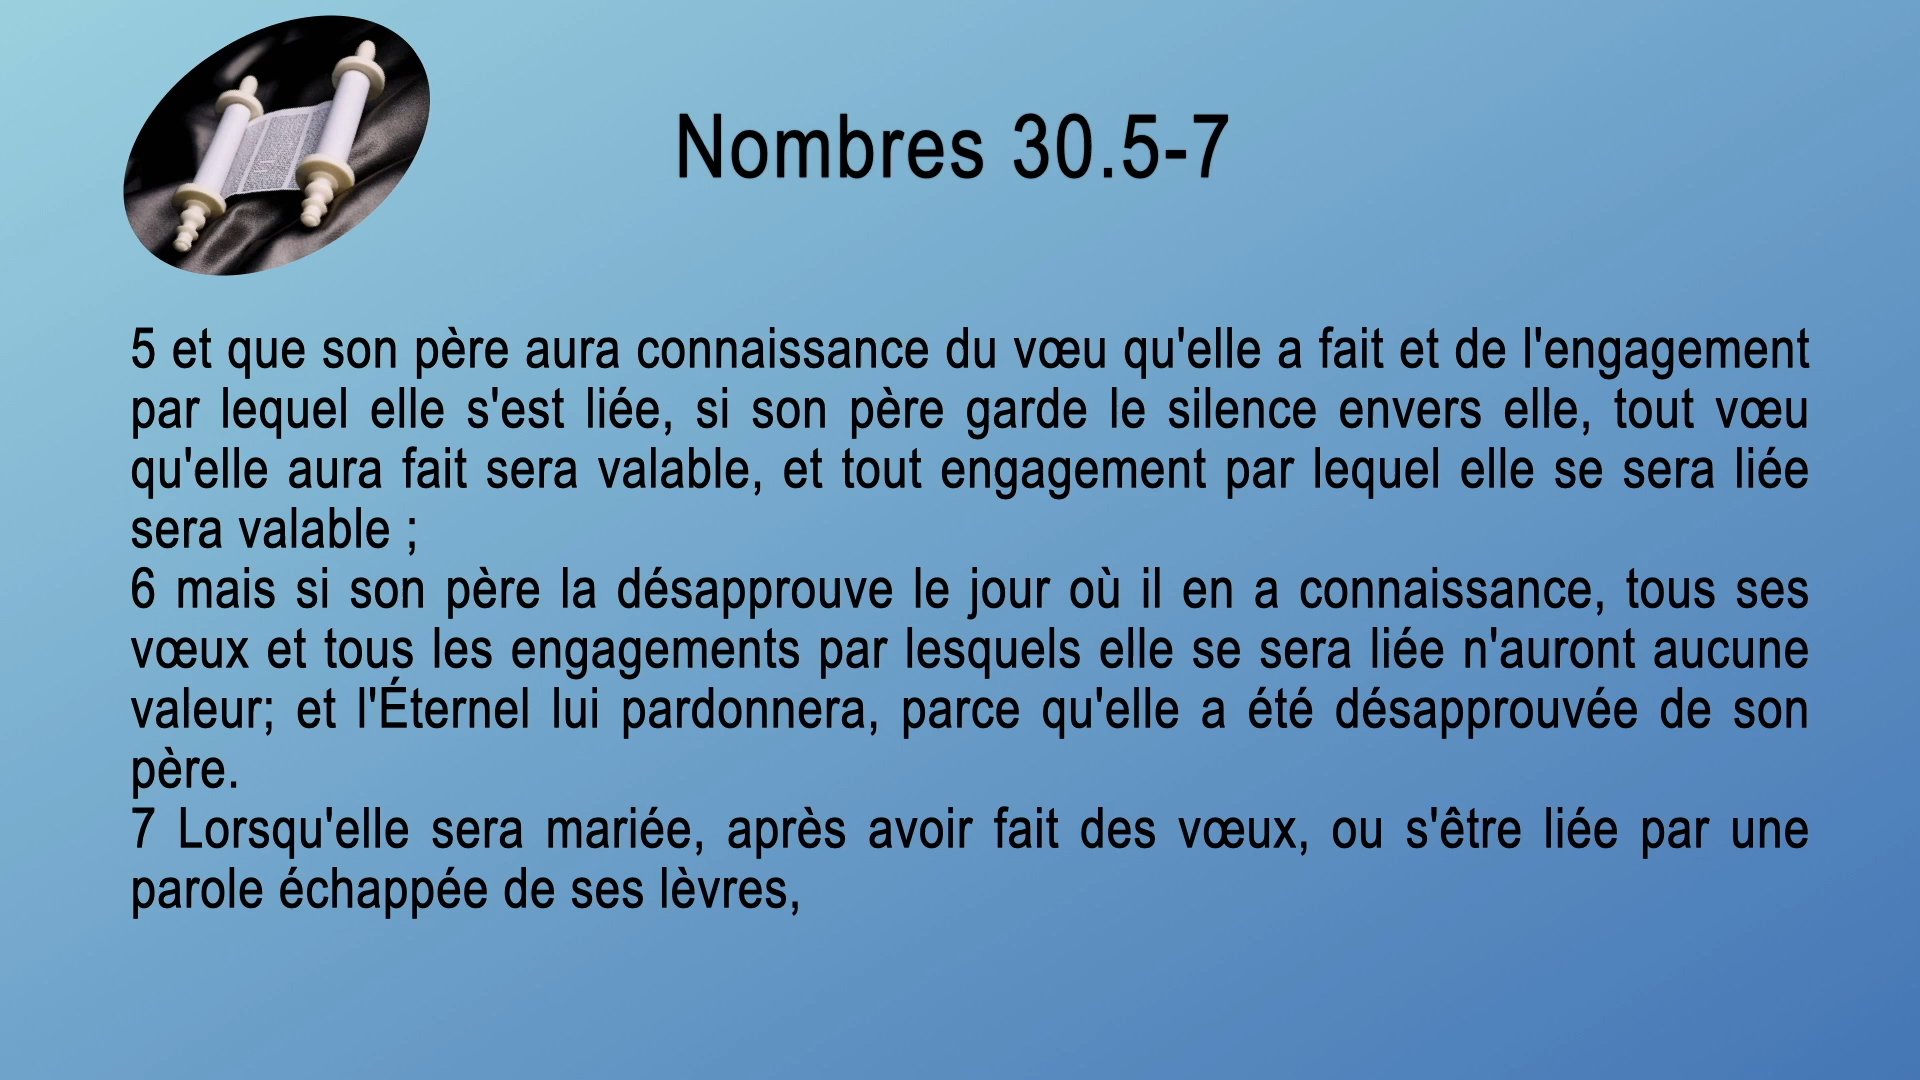 Nombres 30.5-7
5 et que son père aura connaissance du vœu qu'elle a fait et de l'engagement
par lequel elle s'est liée, si son père garde le silence envers elle, tout vœu
qu'elle aura fait sera valable, et tout engagement par lequel elle se sera liée
sera valable ;
6 mais si son père la désapprouve le jour où il en a connaissance, tous ses
vœux et tous les engagements par lesquels elle se sera liée n'auront aucune
valeur; et l'Éternel lui pardonnera, parce qu'elle a été désapprouvée de son
père.
7 Lorsqu'elle sera mariée, après avoir fait des vœux, ou s'être liée par une
parole échappée de ses lèvres,